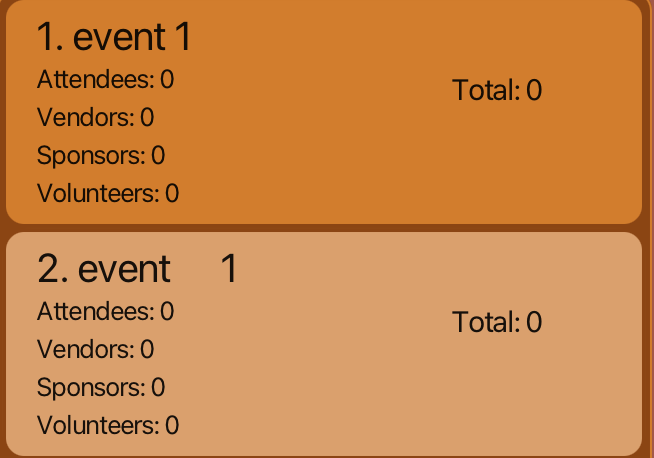 1. event 1
Attendees: 0
Total: 0
Vendors: 0
Sponsors: 0
Volunteers: 0
2. event     1
Attendees: 0
Total: 0
Vendors: 0
Sponsors: 0
Volunteers: 0